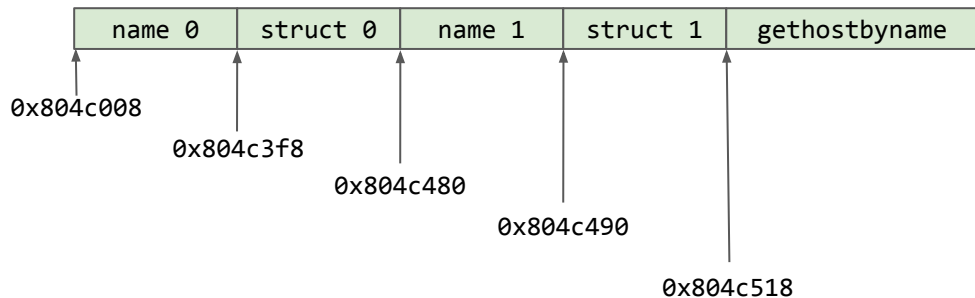 name 0 struct 0 name 1 struct 1 gethostbyname
0x804c008
0x804c3f8
0x804c480
0x804c490
0x804c518